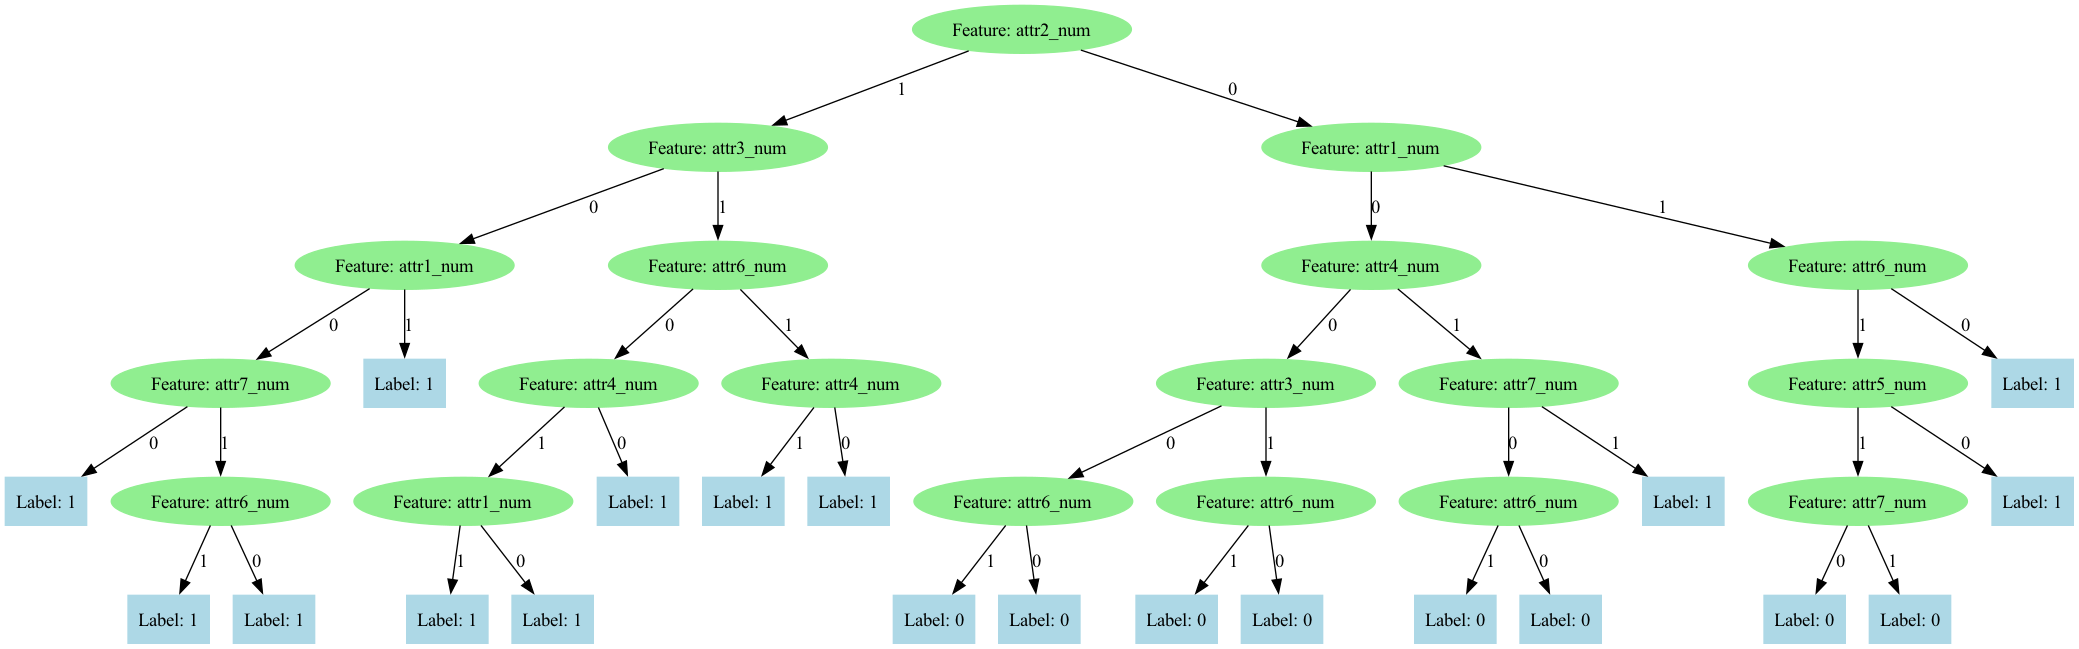 Feature: attr2_num
1
0
Feature: attr3_num
Feature: attr1_num
0
1
0
1
Feature: attr1_num
Feature: attr6_num
Feature: attr4_num
Feature: attr6_num
0
1
0
1
0
1
1
0
Feature: attr7_num
Label: 1
Feature: attr4_num
Feature: attr4_num
Feature: attr3_num
Feature: attr7_num
Feature: attr5_num
Label: 1
0
1
1
0
1
0
0
1
0
1
1
0
Label: 1
Feature: attr6_num
Feature: attr1_num
Label: 1
Label: 1
Label: 1
Feature: attr6_num
Feature: attr6_num
Feature: attr6_num
Label: 1
Feature: attr7_num
Label: 1
1
0
1
0
1
0
1
0
1
0
0
1
Label: 1
Label: 1
Label: 1
Label: 1
Label: 0
Label: 0
Label: 0
Label: 0
Label: 0
Label: 0
Label: 0
Label: 0